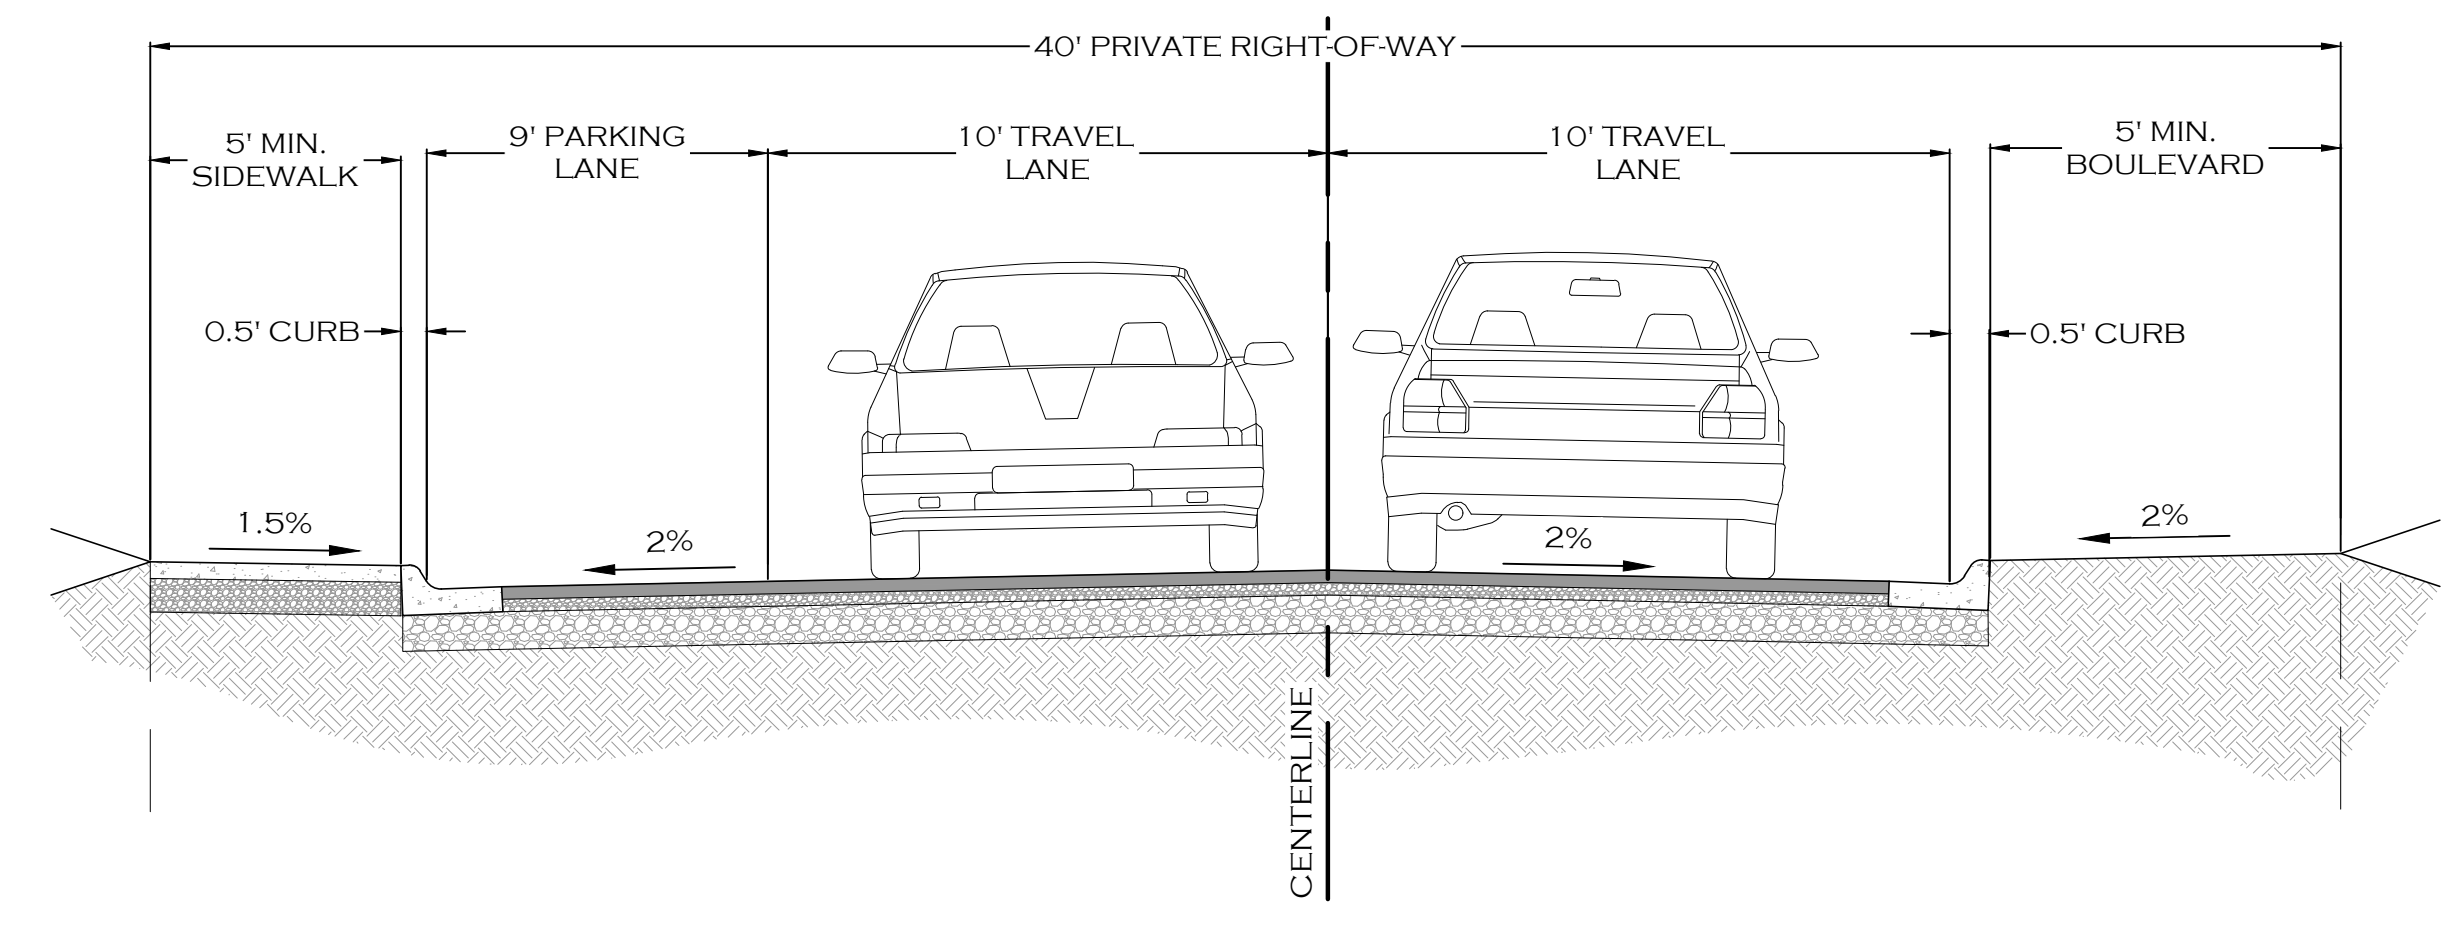 40' PRIVATE RIGHT-OF-WAY
5' MIN.
SIDEWALK
9' PARKING
LANE
10' TRAVEL
LANE
10' TRAVEL
LANE
5' MIN.
BOULEVARD
0.5' CURB
0.5' CURB
1.5%
2%
2%
2%
CENTERLINE